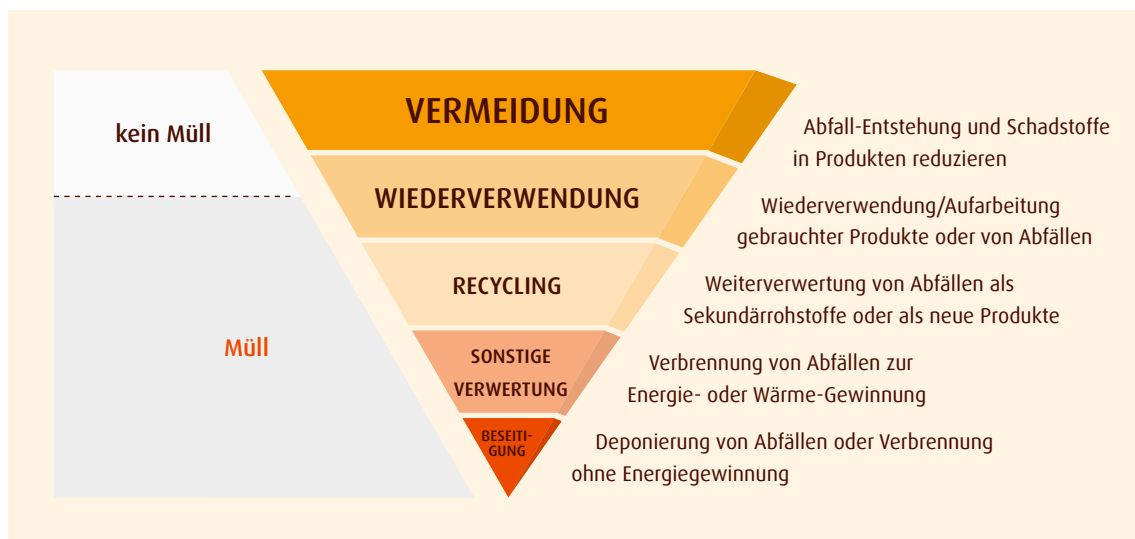 kein Müll
VERMEIDUNG
Abfall-Entstehung und Schadstoffe
in Produkten reduzieren
WIEDERVERWENDUNG
Wiederverwendung/Aufarbeitung
gebrauchter Produkte oder von Abfällen
RECYCLING
Weiterverwertung von Abfällen als
Sekundärrohstoffe oder als neue Produkte
Müll
SONSTIGE
VERWERTUNG
Verbrennung von Abfällen zur
Energie- oder Wärme-Gewinnung
BESEITI-
GUNG
Deponierung von Abfällen oder Verbrennung
ohne Energiegewinnung